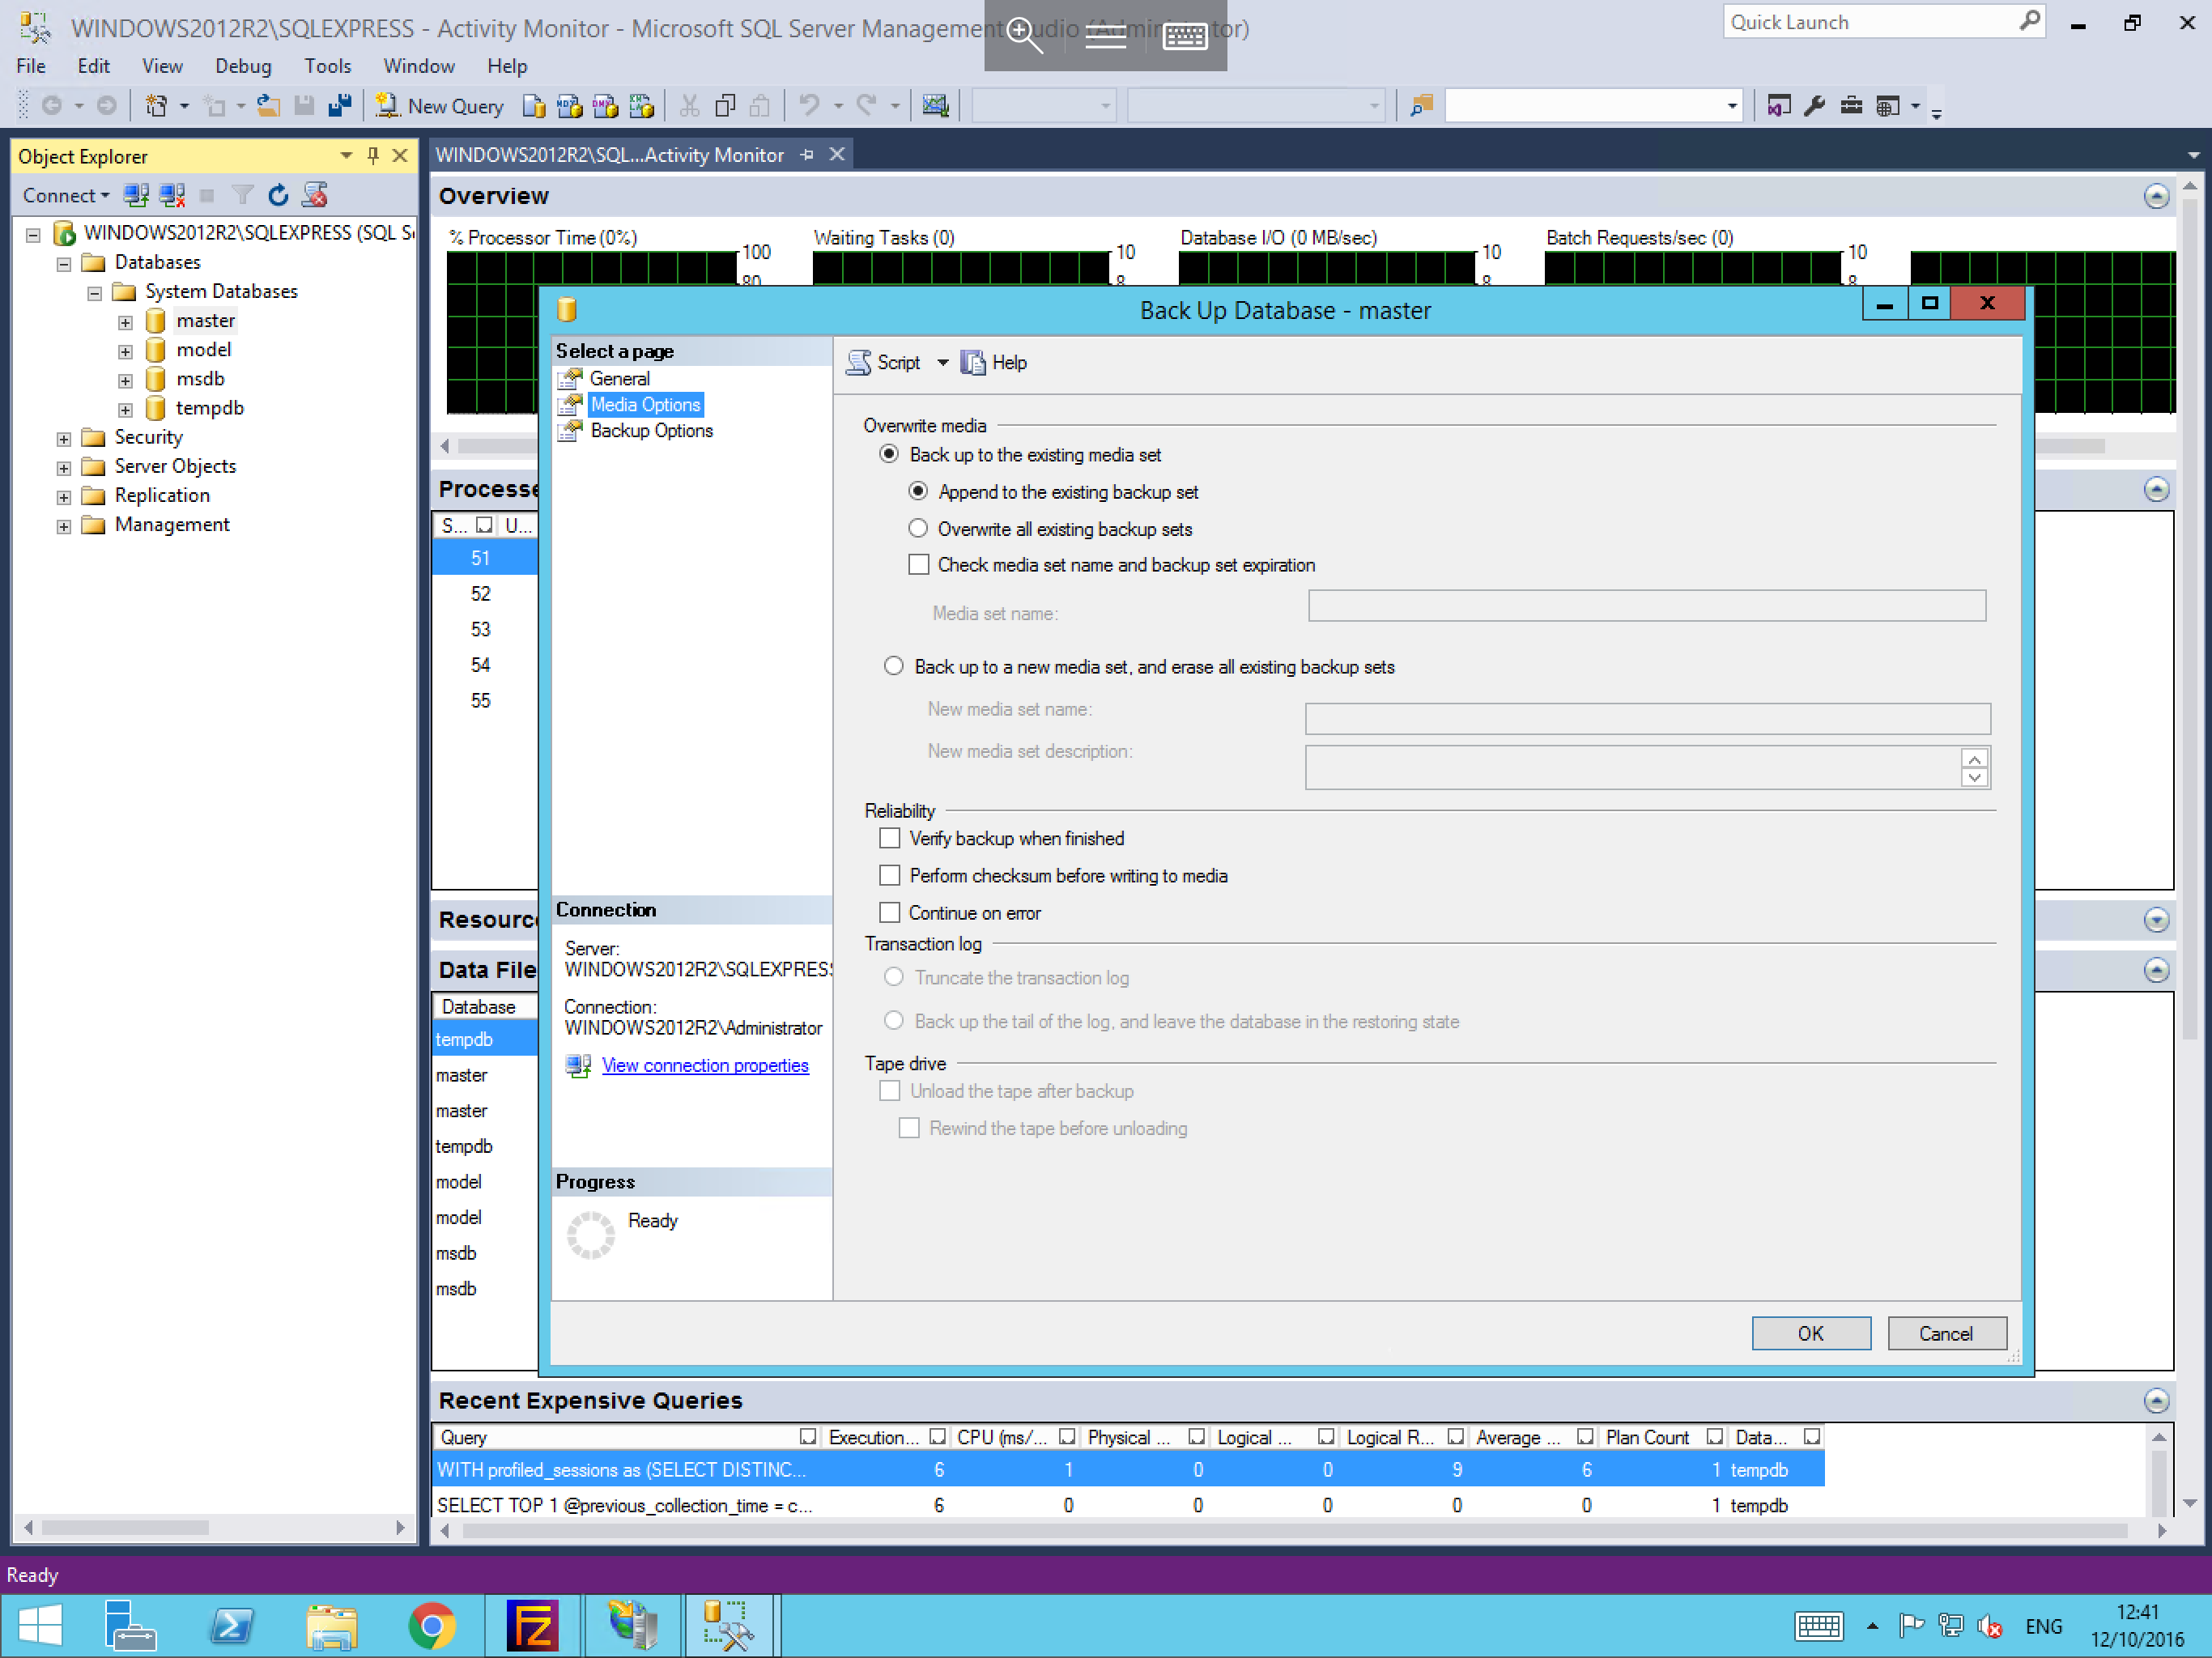 WINDOWS2012R2\SQLEXPRESS - Activity Monitor - Microsoft SQL Server Management Studio (Administrator)
Quick Launch
File Edit View Debug Tools Window Help
New Query
Object Explorer
WINDOWS2012R2\SQL...Activity Monitor
Connect
Overview
WINDOWS2012R2\SQLEXPRESS (SQL S
Databases
System Databases
master
model
msdb
tempdb
Security
Server Objects
Replication
Management
% Processor Time (0%)
100
80
Waiting Tasks (0)
10
8
Database I/O (0 MB/sec)
10
8
Batch Requests/sec (0)
10
8
Processe
S... U...
51
52
53
54
55
Resourc
Data File
Database
tempdb
master
master
tempdb
model
model
msdb
msdb
Back Up Database - master
Select a page
General
Media Options
Backup Options
Script Help
Overwrite media
Back up to the existing media set
Append to the existing backup set
Overwrite all existing backup sets
Check media set name and backup set expiration
Media set name:
Back up to a new media set, and erase all existing backup sets
New media set name:
New media set description:
Reliability
Verify backup when finished
Perform checksum before writing to media
Continue on error
Transaction log
Truncate the transaction log
Back up the tail of the log, and leave the database in the restoring state
Tape drive
Unload the tape after backup
Rewind the tape before unloading
Connection
Server:
WINDOWS2012R2\SQLEXPRESS
Connection:
WINDOWS2012R2\Administrator
View connection properties
Progress
Ready
OK Cancel
Recent Expensive Queries
Query Execution... CPU (ms/... Physical ... Logical ... Logical R... Average ... Plan Count Data...
WITH profiled_sessions as (SELECT DISTINC... 6 1 0 0 9 6 1 tempdb
SELECT TOP 1 @previous_collection_time = c... 6 0 0 0 0 0 1 tempdb
Ready
ENG
12:41
12/10/2016